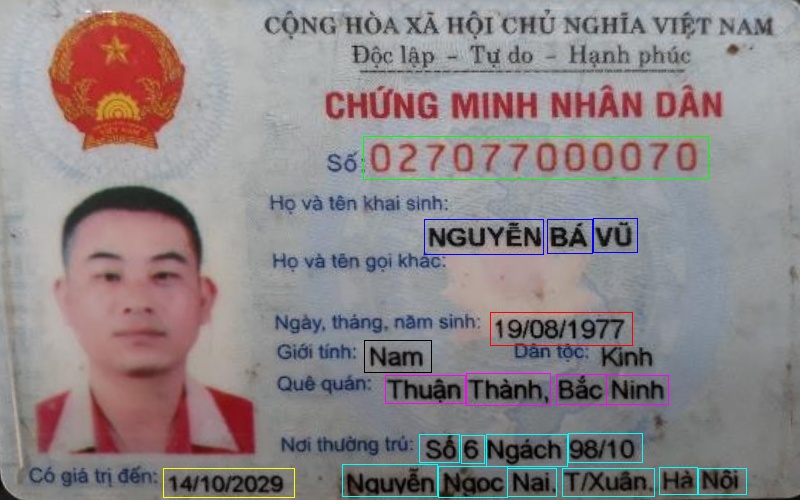 CỘNG HÒA XÃ HỘI CHỦ NGHĨA VIỆT NAM
Độc lập - Tự do - Hạnh phúc
CHỨNG MINH NHÂN DÂN
Số: 027077000070
Họ và tên khai sinh:
NGUYỄN BÁ VŨ
Họ và tên gọi khác:
Ngày, tháng, năm sinh: 19/08/1977
Giới tính: Nam Dân tộc: Kinh
Quê quán: Thuận Thành, Bắc Ninh
Nơi thường trú: Số 6 Ngách 98/10
Có giá trị đến: 14/10/2029 Nguyễn Ngọc Nai, T/Xuân, Hà Nội